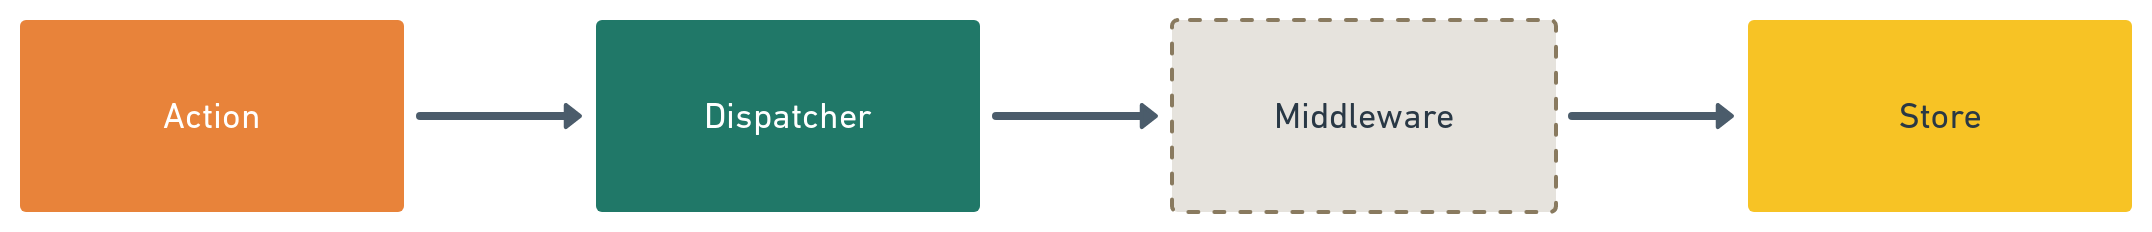 Action
Dispatcher
Middleware
Store